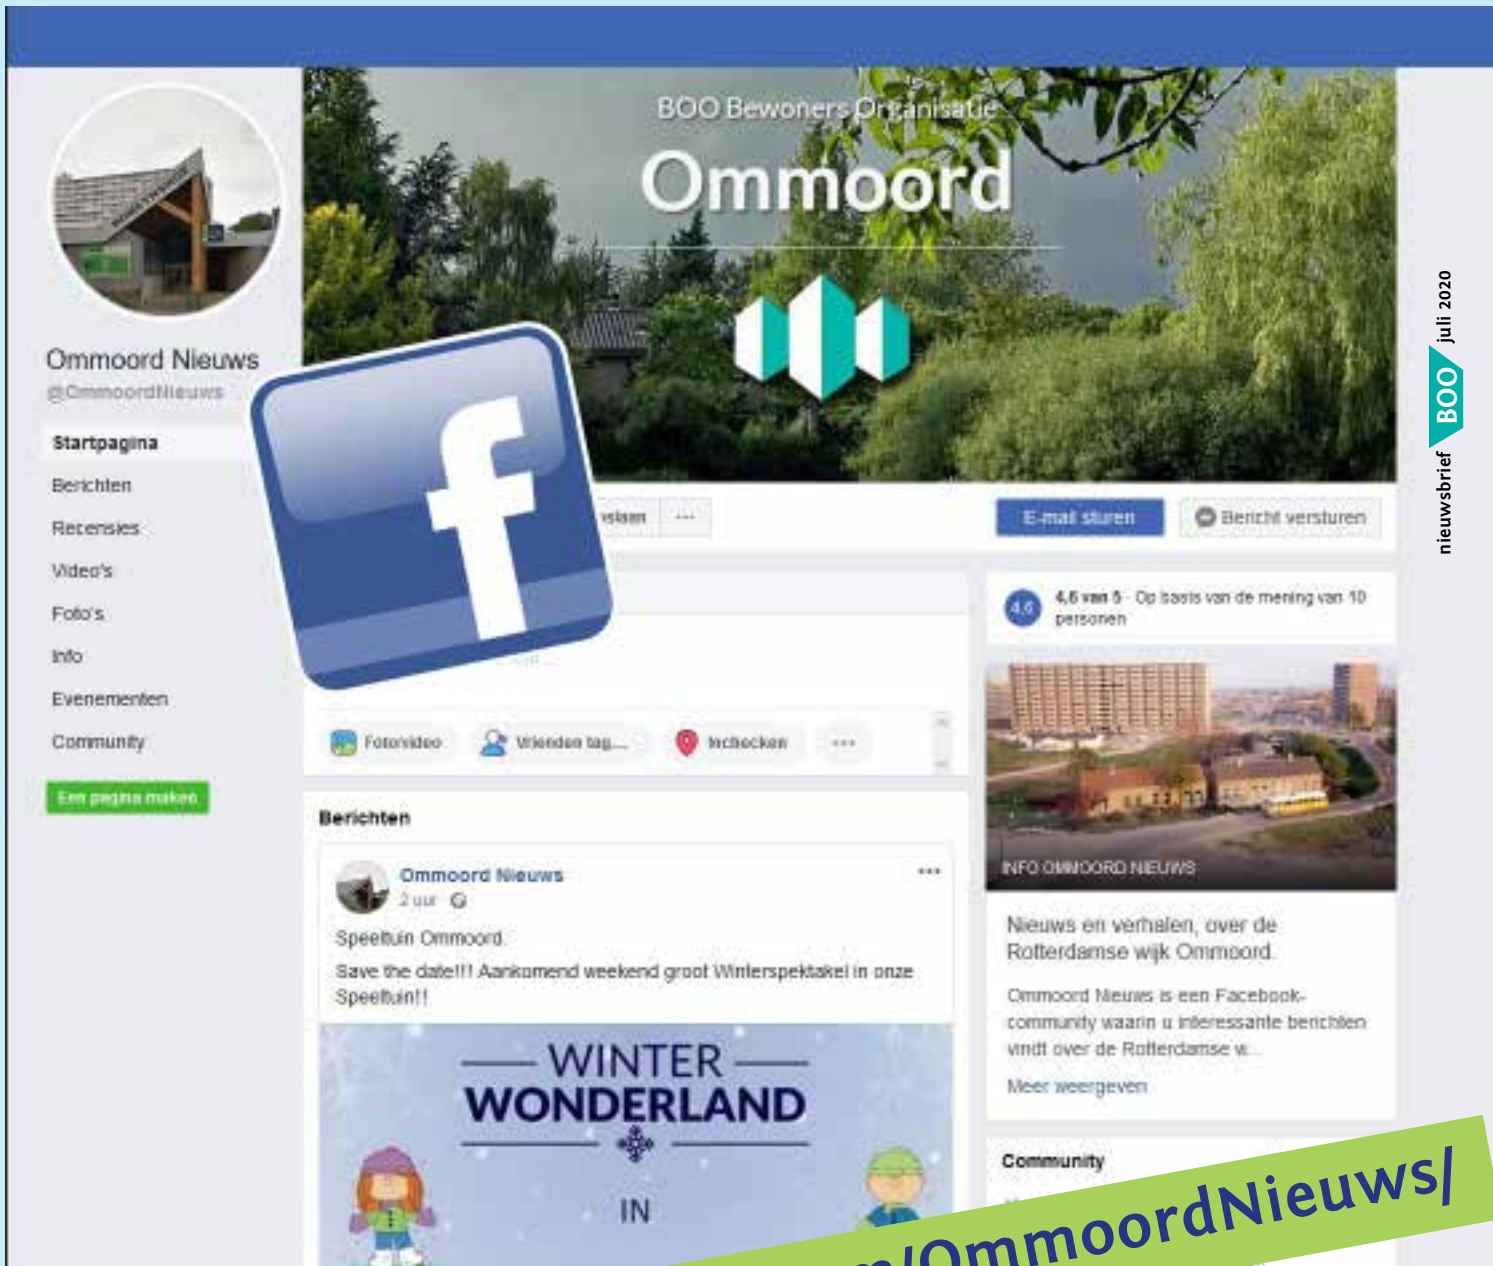 BOO Bewoners Organisatie
Ommoord
Ommoord Nieuws
@OmmoordNieuws
Startpagina
Berichten
Recensies
Video's
Foto's
Info
Evenementen
Community
Een pagina maken
f
...
E-mail sturen
Bericht versturen
Foto/video
Vrienden tag...
Inchecken
...
Berichten
Ommoord Nieuws
2 uur
...
Speeltuin Ommoord.
Save the date!!! Aankomend weekend groot Winterspektakel in onze
Speeltuin!!
WINTER
WONDERLAND
IN
4,6
4,6 van 5 · Op basis van de mening van 10
personen
INFO OMMOORD NIEUWS
Nieuws en verhalen, over de
Rotterdamse wijk Ommoord.
Ommoord Nieuws is een Facebook-
community waarin u interessante berichten
vindt over de Rotterdamse w...
Meer weergeven
Community
m/OmmoordNieuws/
nieuwsbrief BOO juli 2020